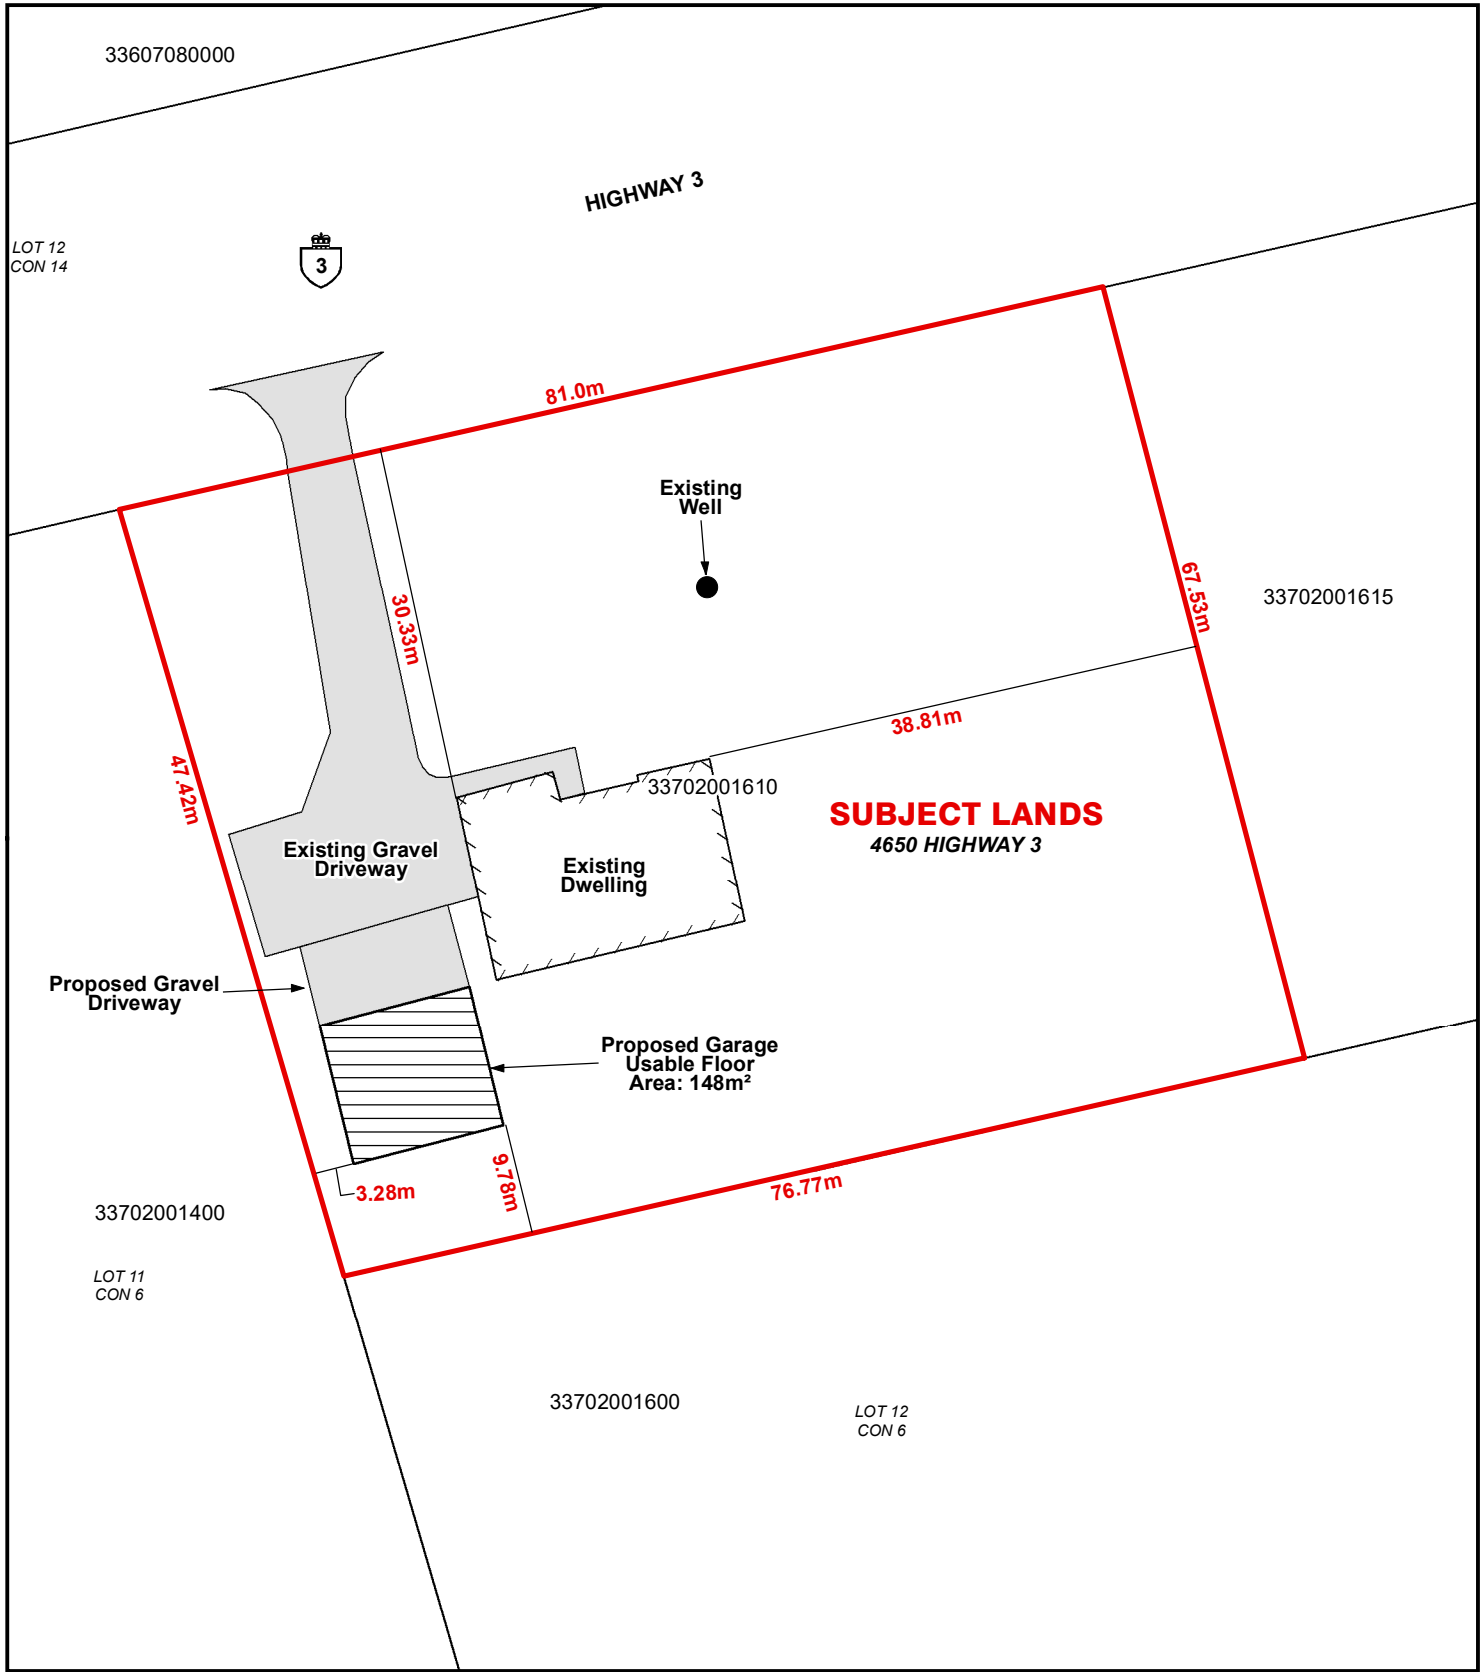 33607080000
HIGHWAY 3
LOT 12
CON 14
3
81.0m
Existing
Well
67.53m
33702001615
30.33m
38.81m
47.42m
33702001610
SUBJECT LANDS
4650 HIGHWAY 3
Existing Gravel
Driveway
Existing
Dwelling
Proposed Gravel
Driveway
Proposed Garage
Usable Floor
Area: 148m²
9.78m
3.28m
76.77m
33702001400
LOT 11
CON 6
33702001600
LOT 12
CON 6